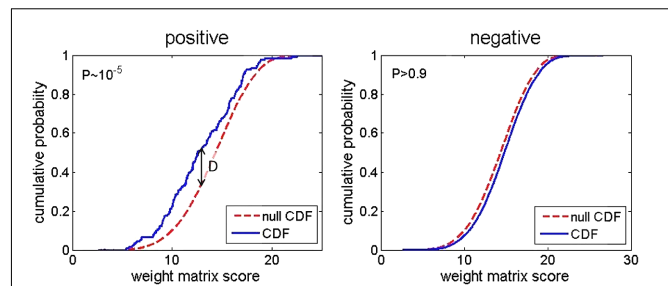 positive
P~10⁻⁵
1
0.8
0.6
0.4
0.2
0
cumulative probability
D
null CDF
CDF
10
20
weight matrix score
negative
P>0.9
1
0.8
0.6
0.4
0.2
0
cumulative probability
null CDF
CDF
0
10
20
30
weight matrix score